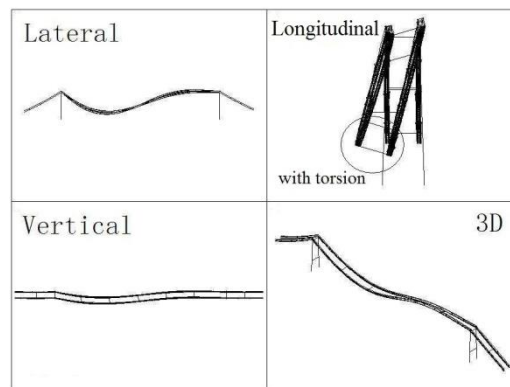 Lateral
Longitudinal
with torsion
Vertical
3D